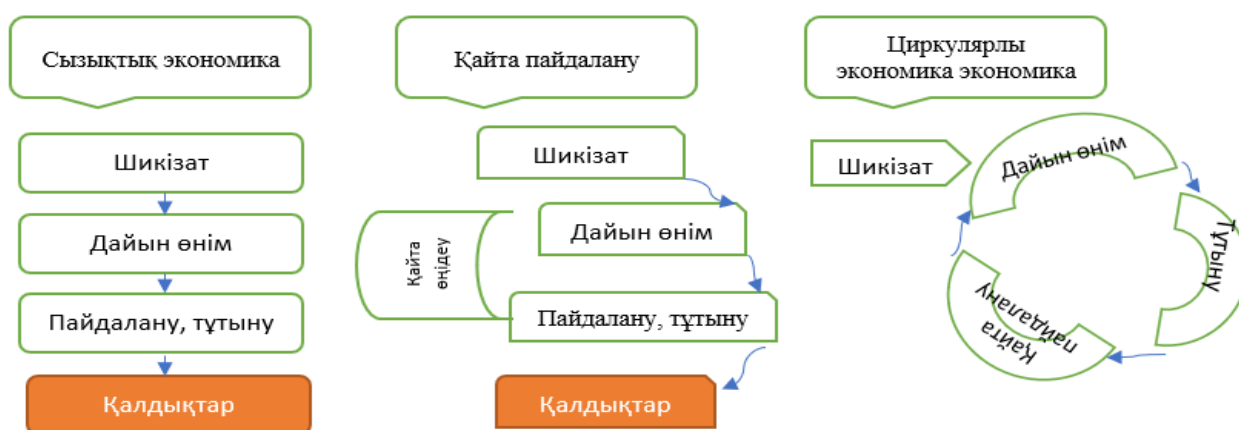 Сызықтық экономика
Шикізат
Дайын өнім
Пайдалану, тұтыну
Қалдықтар
Қайта пайдалану
Шикізат
Дайын өнім
Қайта
өңідеу
Пайдалану, тұтыну
Қалдықтар
Циркулярлы
экономика экономика
Шикізат
Дайын өнім
Тұтыну
Қайта
пайдалану